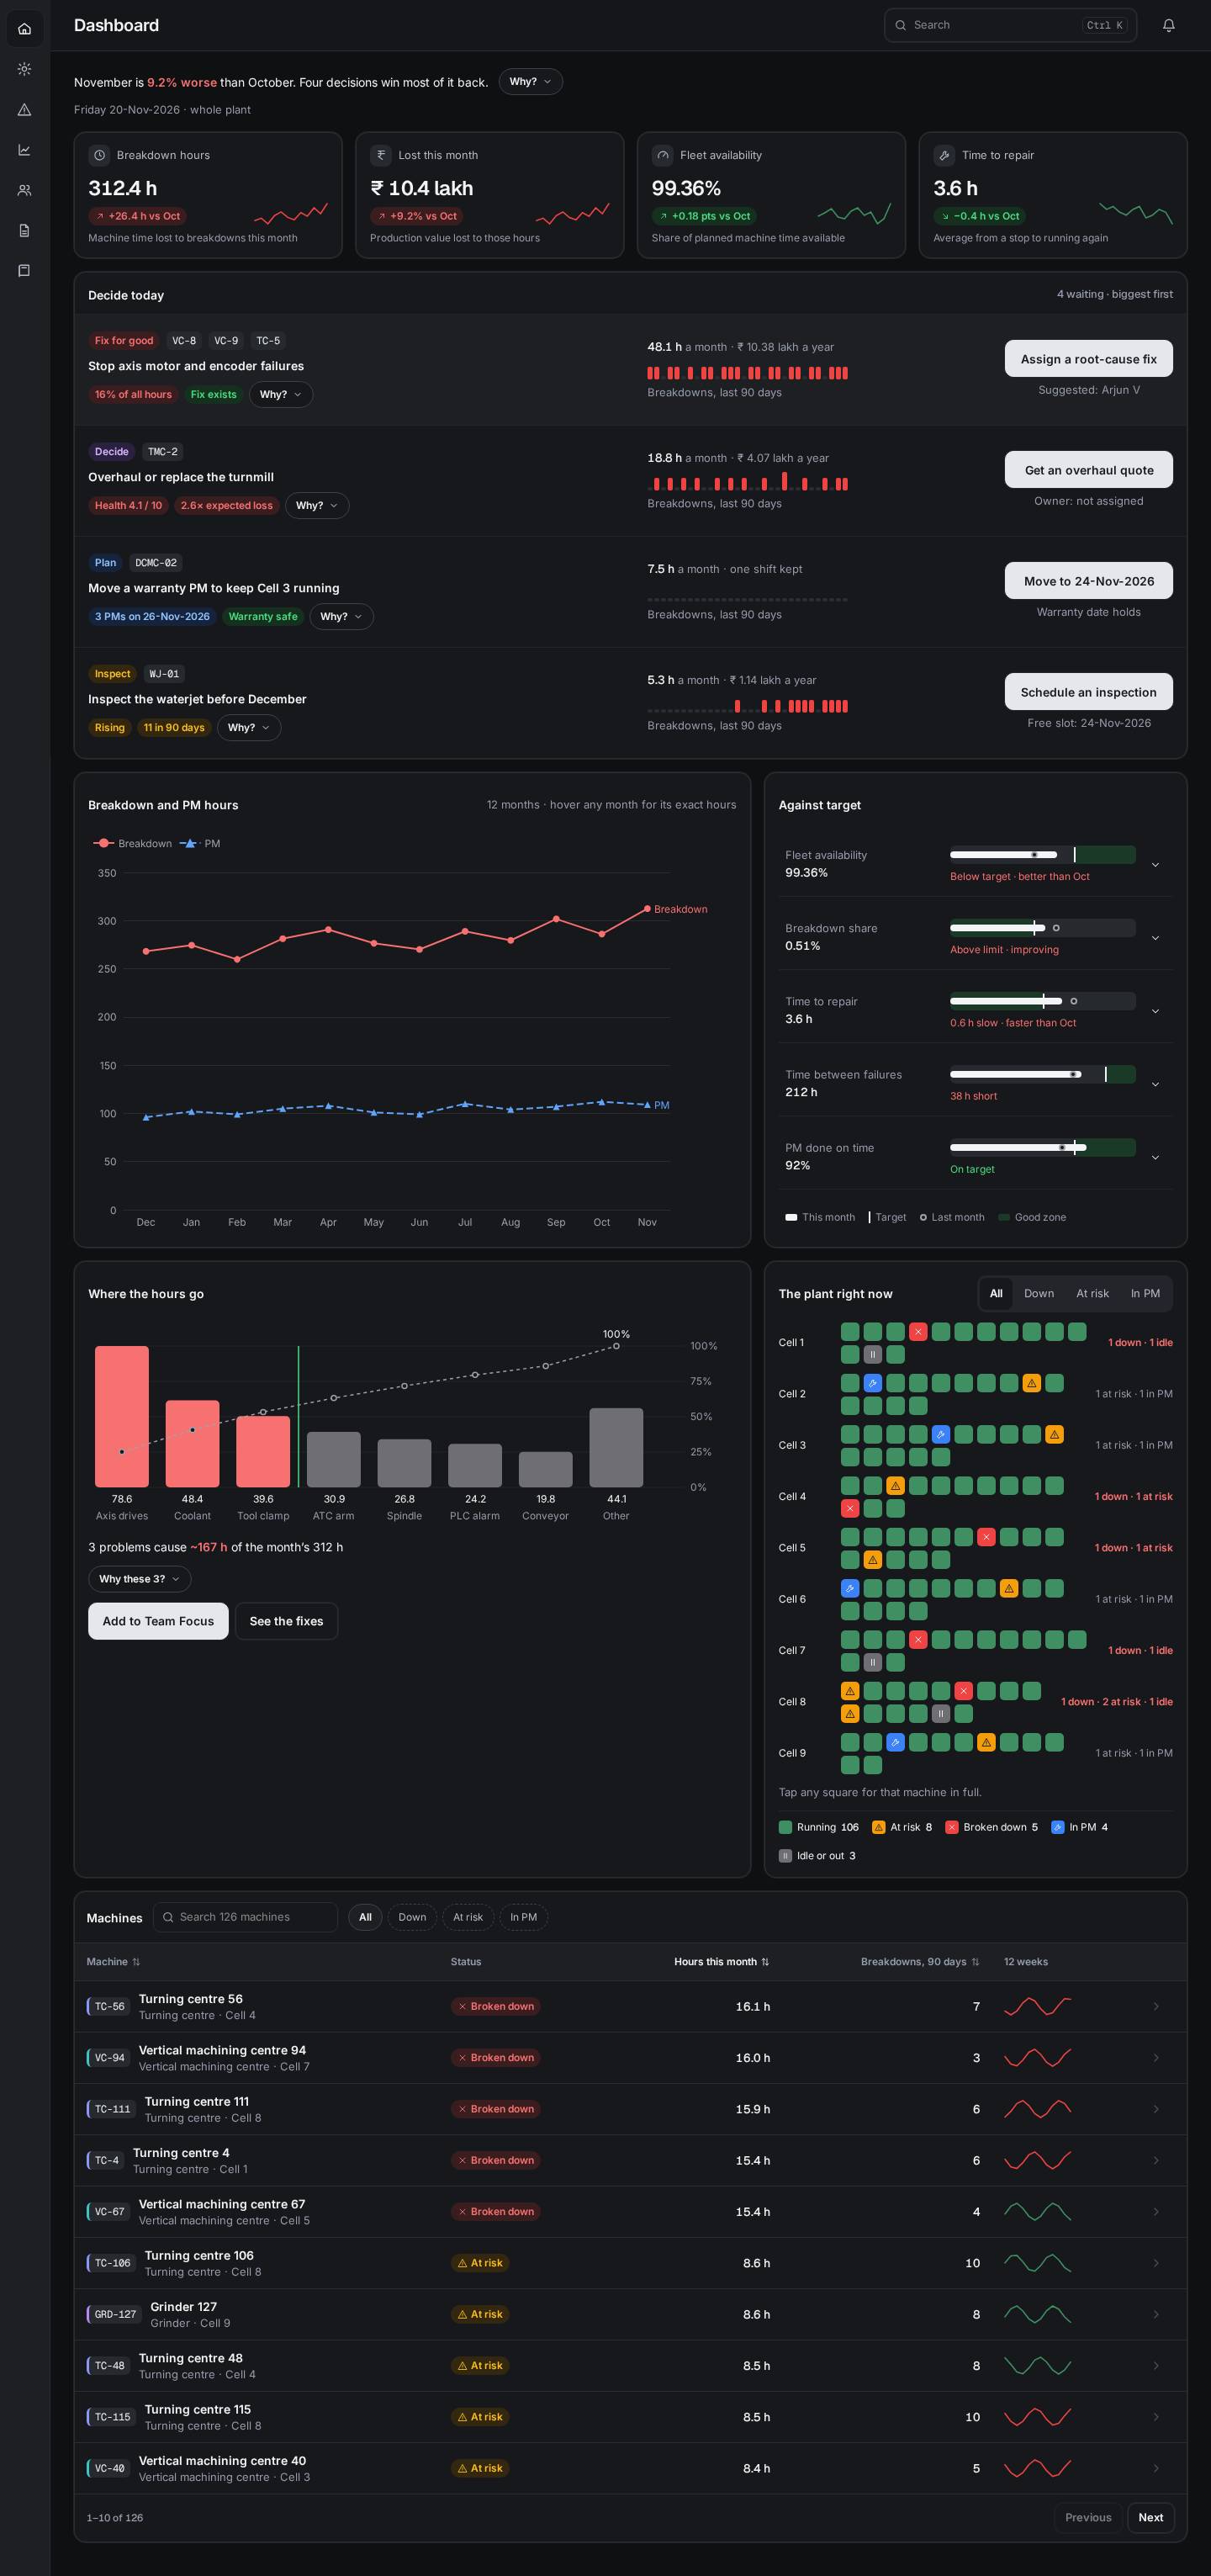 Dashboard
Search
Ctrl K
November is 9.2% worse than October. Four decisions win most of it back.
Why?
Friday 20-Nov-2026 · whole plant
Breakdown hours
312.4 h
+26.4 h vs Oct
Machine time lost to breakdowns this month
Lost this month
₹ 10.4 lakh
+9.2% vs Oct
Production value lost to those hours
Fleet availability
99.36%
+0.18 pts vs Oct
Share of planned machine time available
Time to repair
3.6 h
−0.4 h vs Oct
Average from a stop to running again
Decide today
4 waiting · biggest first
Fix for good VC-8 VC-9 TC-5
Stop axis motor and encoder failures
16% of all hours Fix exists Why?
48.1 h a month · ₹ 10.38 lakh a year
Breakdowns, last 90 days
Assign a root-cause fix
Suggested: Arjun V
Decide TMC-2
Overhaul or replace the turnmill
Health 4.1 / 10 2.6× expected loss Why?
18.8 h a month · ₹ 4.07 lakh a year
Breakdowns, last 90 days
Get an overhaul quote
Owner: not assigned
Plan DCMC-02
Move a warranty PM to keep Cell 3 running
3 PMs on 26-Nov-2026 Warranty safe Why?
7.5 h a month · one shift kept
Breakdowns, last 90 days
Move to 24-Nov-2026
Warranty date holds
Inspect WJ-01
Inspect the waterjet before December
Rising 11 in 90 days Why?
5.3 h a month · ₹ 1.14 lakh a year
Breakdowns, last 90 days
Schedule an inspection
Free slot: 24-Nov-2026
Breakdown and PM hours
12 months · hover any month for its exact hours
Breakdown PM
350
300
250
200
150
100
50
0
Breakdown
PM
Dec Jan Feb Mar Apr May Jun Jul Aug Sep Oct Nov
Against target
Fleet availability
99.36%
Below target · better than Oct
Breakdown share
0.51%
Above limit · improving
Time to repair
3.6 h
0.6 h slow · faster than Oct
Time between failures
212 h
38 h short
PM done on time
92%
On target
This month Target Last month Good zone
Where the hours go
100%
100%
75%
50%
25%
0%
78.6 48.4 39.6 30.9 26.8 24.2 19.8 44.1
Axis drives Coolant Tool clamp ATC arm Spindle PLC alarm Conveyor Other
3 problems cause ~167 h of the month's 312 h
Why these 3?
Add to Team Focus
See the fixes
The plant right now
All Down At risk In PM
Cell 1 1 down · 1 idle
Cell 2 1 at risk · 1 in PM
Cell 3 1 at risk · 1 in PM
Cell 4 1 down · 1 at risk
Cell 5 1 down · 1 at risk
Cell 6 1 at risk · 1 in PM
Cell 7 1 down · 1 idle
Cell 8 1 down · 2 at risk · 1 idle
Cell 9 1 at risk · 1 in PM
Tap any square for that machine in full.
Running 106 At risk 8 Broken down 5 In PM 4
Idle or out 3
Machines
Search 126 machines
All Down At risk In PM
Machine Status Hours this month Breakdowns, 90 days 12 weeks
TC-56 Turning centre 56 Broken down 16.1 h 7
Turning centre · Cell 4
VC-94 Vertical machining centre 94 Broken down 16.0 h 3
Vertical machining centre · Cell 7
TC-111 Turning centre 111 Broken down 15.9 h 6
Turning centre · Cell 8
TC-4 Turning centre 4 Broken down 15.4 h 6
Turning centre · Cell 1
VC-67 Vertical machining centre 67 Broken down 15.4 h 4
Vertical machining centre · Cell 5
TC-106 Turning centre 106 At risk 8.6 h 10
Turning centre · Cell 8
GRD-127 Grinder 127 At risk 8.6 h 8
Grinder · Cell 9
TC-48 Turning centre 48 At risk 8.5 h 8
Turning centre · Cell 4
TC-115 Turning centre 115 At risk 8.5 h 10
Turning centre · Cell 8
VC-40 Vertical machining centre 40 At risk 8.4 h 5
Vertical machining centre · Cell 3
1–10 of 126
Previous Next